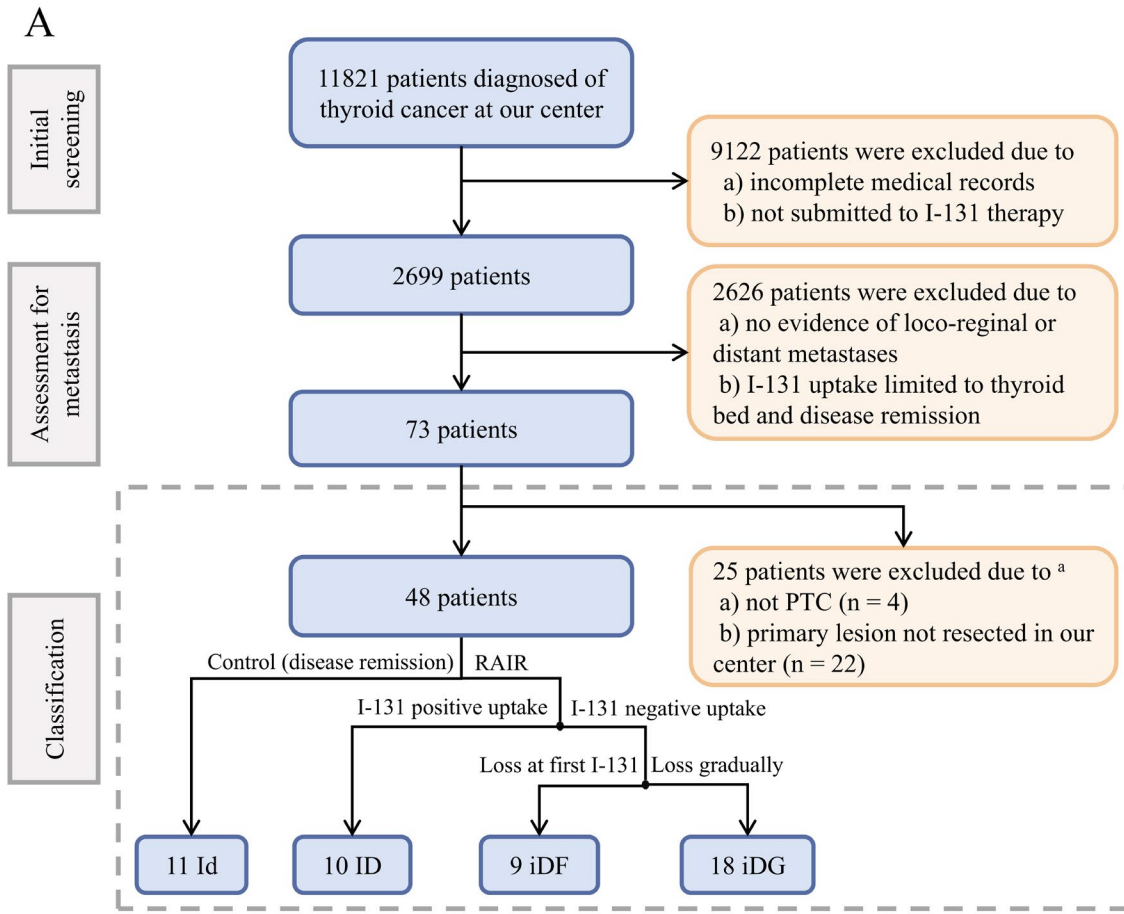 A
Initial
screening
11821 patients diagnosed of
thyroid cancer at our center
9122 patients were excluded due to
a) incomplete medical records
b) not submitted to I-131 therapy
Assessment for
metastasis
2699 patients
2626 patients were excluded due to
a) no evidence of loco-reginal or
distant metastases
b) I-131 uptake limited to thyroid
bed and disease remission
73 patients
Classification
48 patients
25 patients were excluded due to a
a) not PTC (n = 4)
b) primary lesion not resected in our
center (n = 22)
Control (disease remission) RAIR
I-131 positive uptake I-131 negative uptake
Loss at first I-131 Loss gradually
11 Id
10 ID
9 iDF
18 iDG